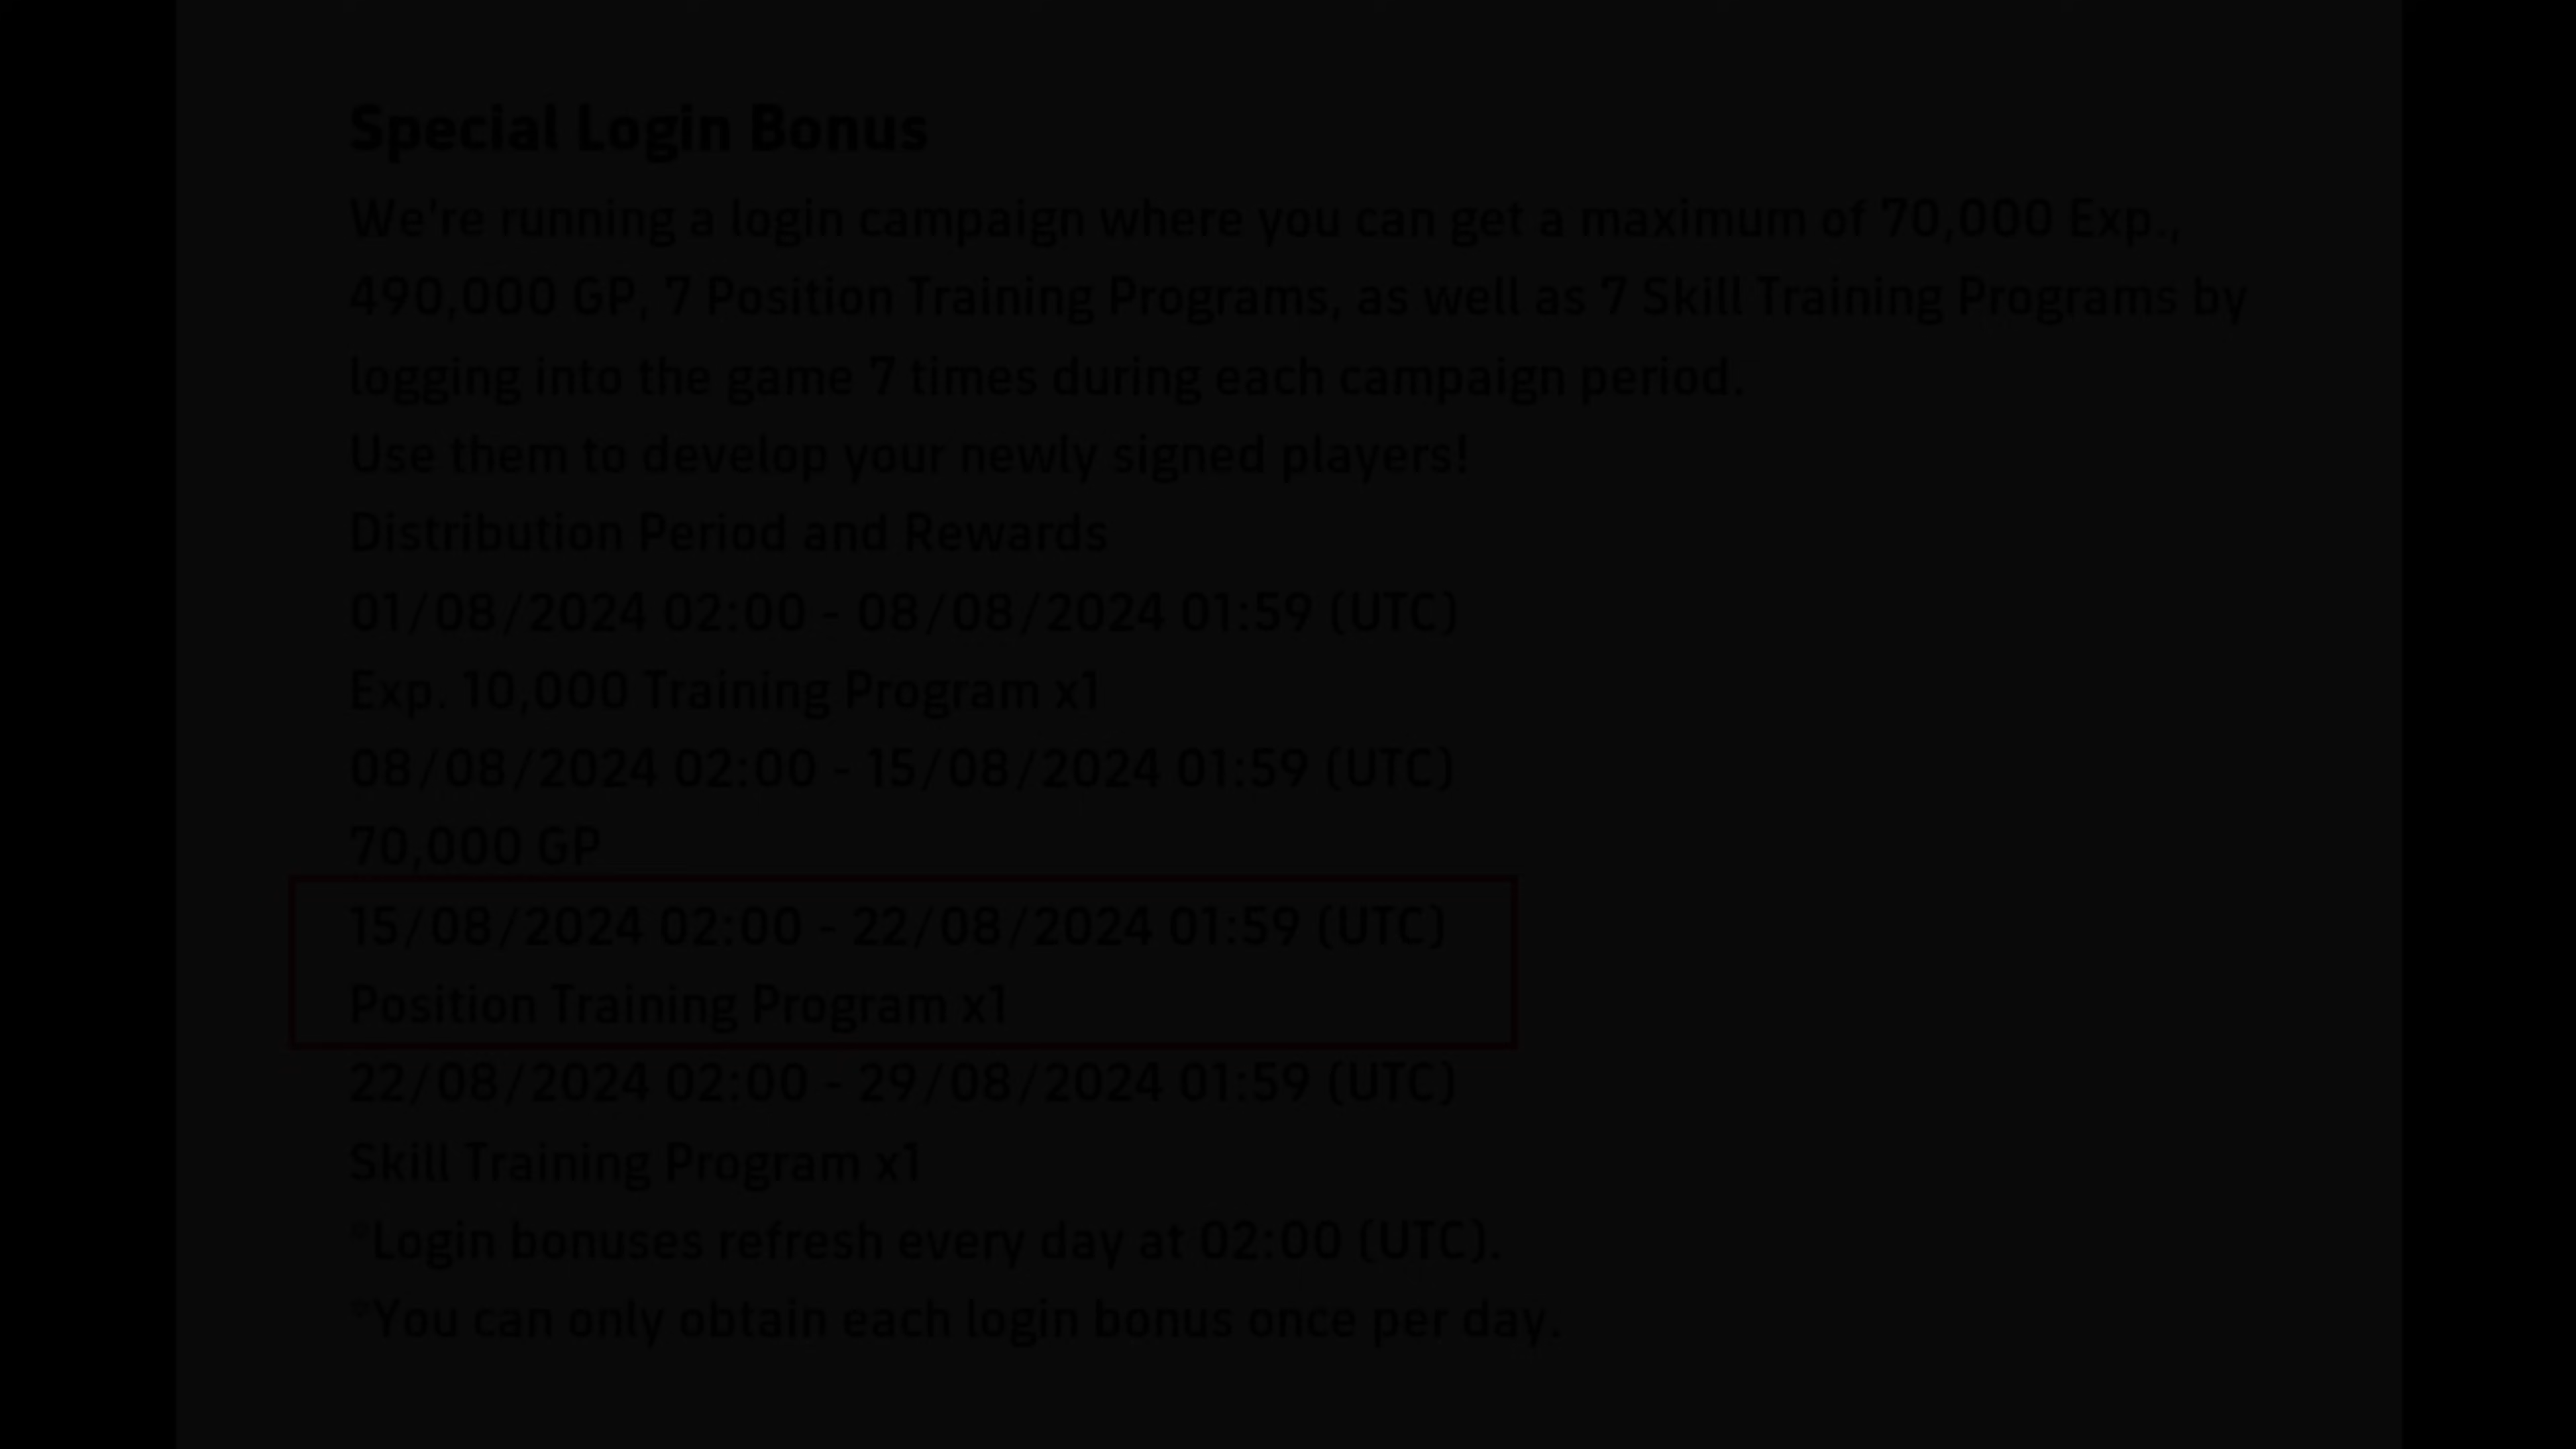 Special Login Bonus
We're running a login campaign where you can get a maximum of 70,000 Exp.,
490,000 GP, 7 Position Training Programs, as well as 7 Skill Training Programs by
logging into the game 7 times during each campaign period.
Use them to develop your newly signed players!
Distribution Period and Rewards
01/08/2024 02:00 - 08/08/2024 01:59 (UTC)
Exp. 10,000 Training Program x1
08/08/2024 02:00 - 15/08/2024 01:59 (UTC)
70,000 GP
15/08/2024 02:00 - 22/08/2024 01:59 (UTC)
Position Training Program x1
22/08/2024 02:00 - 29/08/2024 01:59 (UTC)
Skill Training Program x1
*Login bonuses refresh every day at 02:00 (UTC).
*You can only obtain each login bonus once per day.